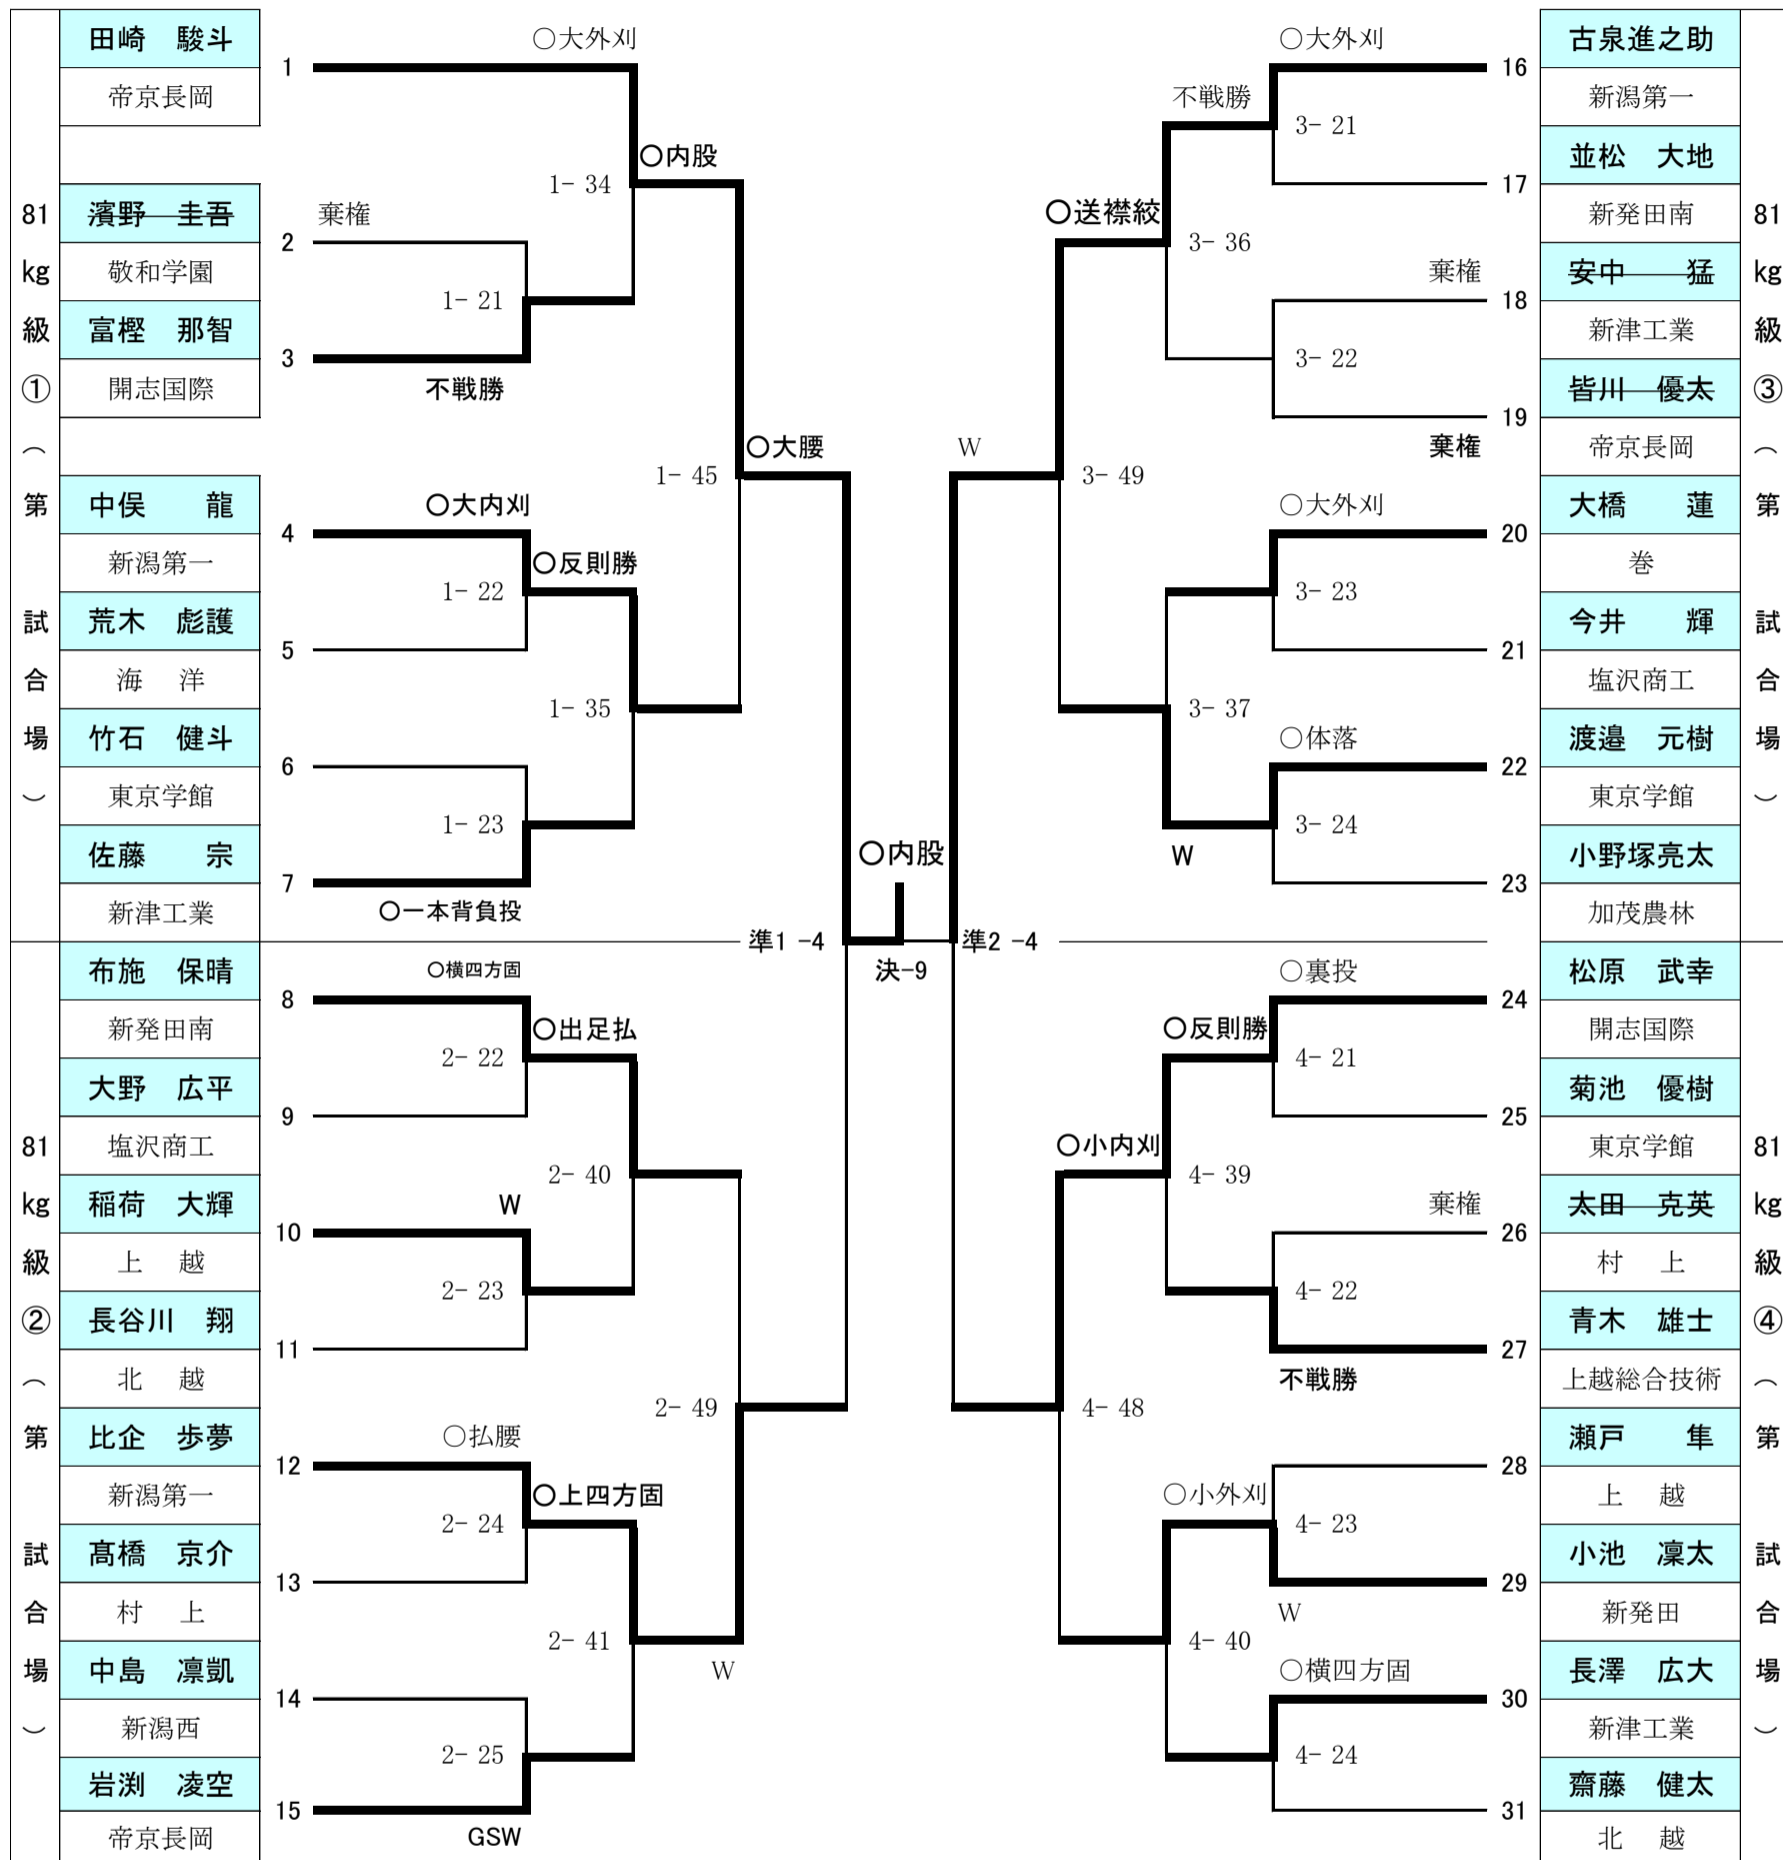 81kg級①（第　試合場）
田崎　駿斗
帝京長岡
1
○大外刈
濱野　圭吾
敬和学園
2
棄権
富樫　那智
開志国際
3
不戦勝
1- 21
1- 34
○内股
中俣　　龍
新潟第一
4
○大内刈
荒木　彪護
海　洋
5
1- 22
○反則勝
竹石　健斗
東京学館
6
佐藤　　宗
新津工業
7
○一本背負投
1- 23
1- 35
1- 45
○大腰
81kg級②（第　試合場）
布施　保晴
新発田南
8
○横四方固
大野　広平
塩沢商工
9
2- 22
○出足払
稲荷　大輝
上　越
10
W
長谷川　翔
北　越
11
2- 23
2- 40
比企　歩夢
新潟第一
12
○払腰
髙橋　京介
村　上
13
2- 24
○上四方固
中島　凛凱
新潟西
14
岩渕　凌空
帝京長岡
15
GSW
2- 25
2- 41
W
2- 49
準1 -4
○内股
決-9
準2 -4
81kg級③（第　試合場）
古泉進之助
新潟第一
16
○大外刈
並松　大地
新発田南
17
3- 21
不戦勝
安中　　猛
新津工業
18
棄権
皆川　優太
帝京長岡
19
棄権
3- 22
3- 36
○送襟絞
大橋　　蓮
巻
20
○大外刈
今井　　輝
塩沢商工
21
3- 23
渡邉　元樹
東京学館
22
○体落
小野塚亮太
加茂農林
23
3- 24
W
3- 37
3- 49
W
81kg級④（第　試合場）
松原　武幸
開志国際
24
○裏投
菊池　優樹
東京学館
25
4- 21
○反則勝
太田　克英
村　上
26
棄権
青木　雄士
上越総合技術
27
不戦勝
4- 22
4- 39
○小内刈
瀬戸　　隼
上　越
28
小池　凜太
新発田
29
W
4- 23
○小外刈
長澤　広大
新津工業
30
○横四方固
齋藤　健太
北　越
31
4- 24
4- 40
4- 48